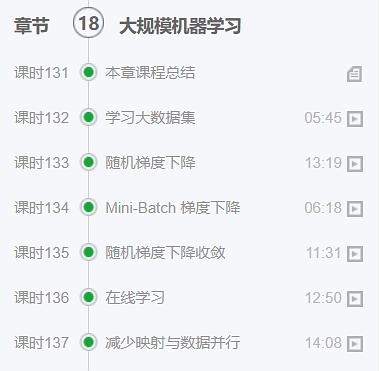 章节 18 大规模机器学习
课时131 本章课程总结
课时132 学习大数据集 05:45
课时133 随机梯度下降 13:19
课时134 Mini-Batch 梯度下降 06:18
课时135 随机梯度下降收敛 11:31
课时136 在线学习 12:50
课时137 减少映射与数据并行 14:08